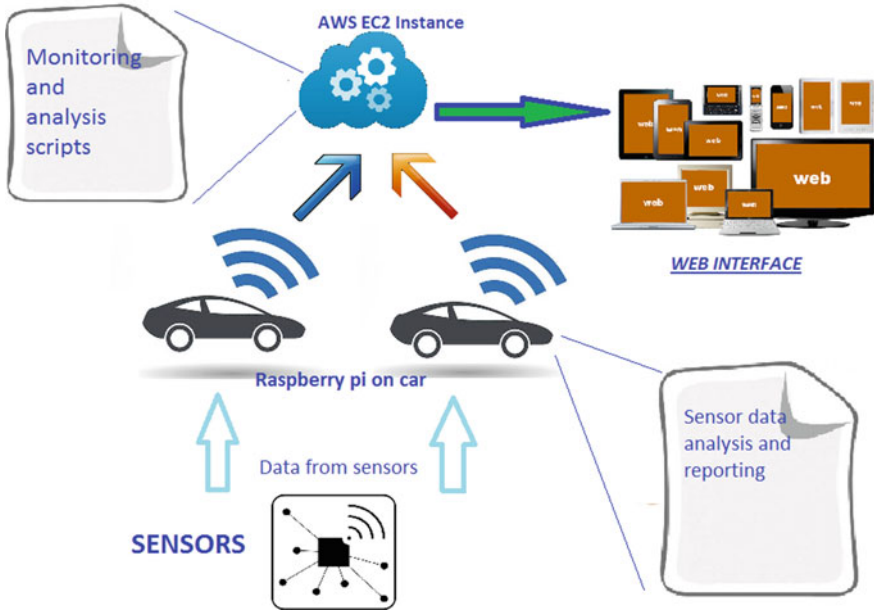 AWS EC2 Instance
Monitoring
and
analysis
scripts
web
web
web
web
web
web
web
WEB INTERFACE
Raspberry pi on car
Data from sensors
SENSORS
Sensor data
analysis and
reporting